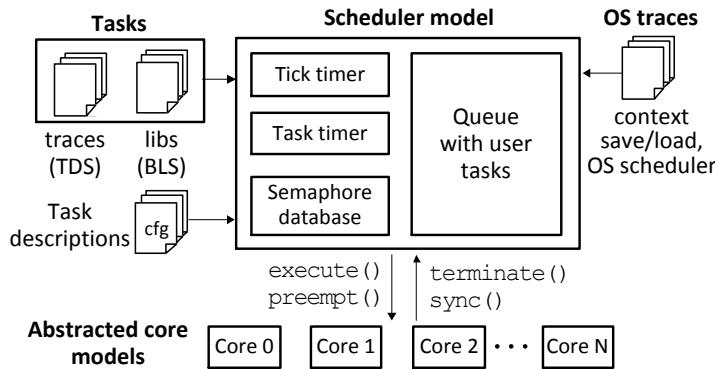 Tasks
Scheduler model
OS traces
traces
(TDS)
libs
(BLS)
Tick timer
Task timer
Semaphore
database
Queue
with user
tasks
context
save/load,
OS scheduler
Task
descriptions
cfg
execute()
preempt()
terminate()
sync()
Abstracted core
models
Core 0
Core 1
Core 2
···
Core N